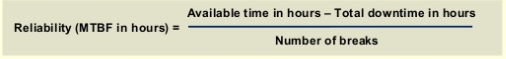 Available time in hours – Total downtime in hours
Reliability (MTBF in hours) =
Number of breaks